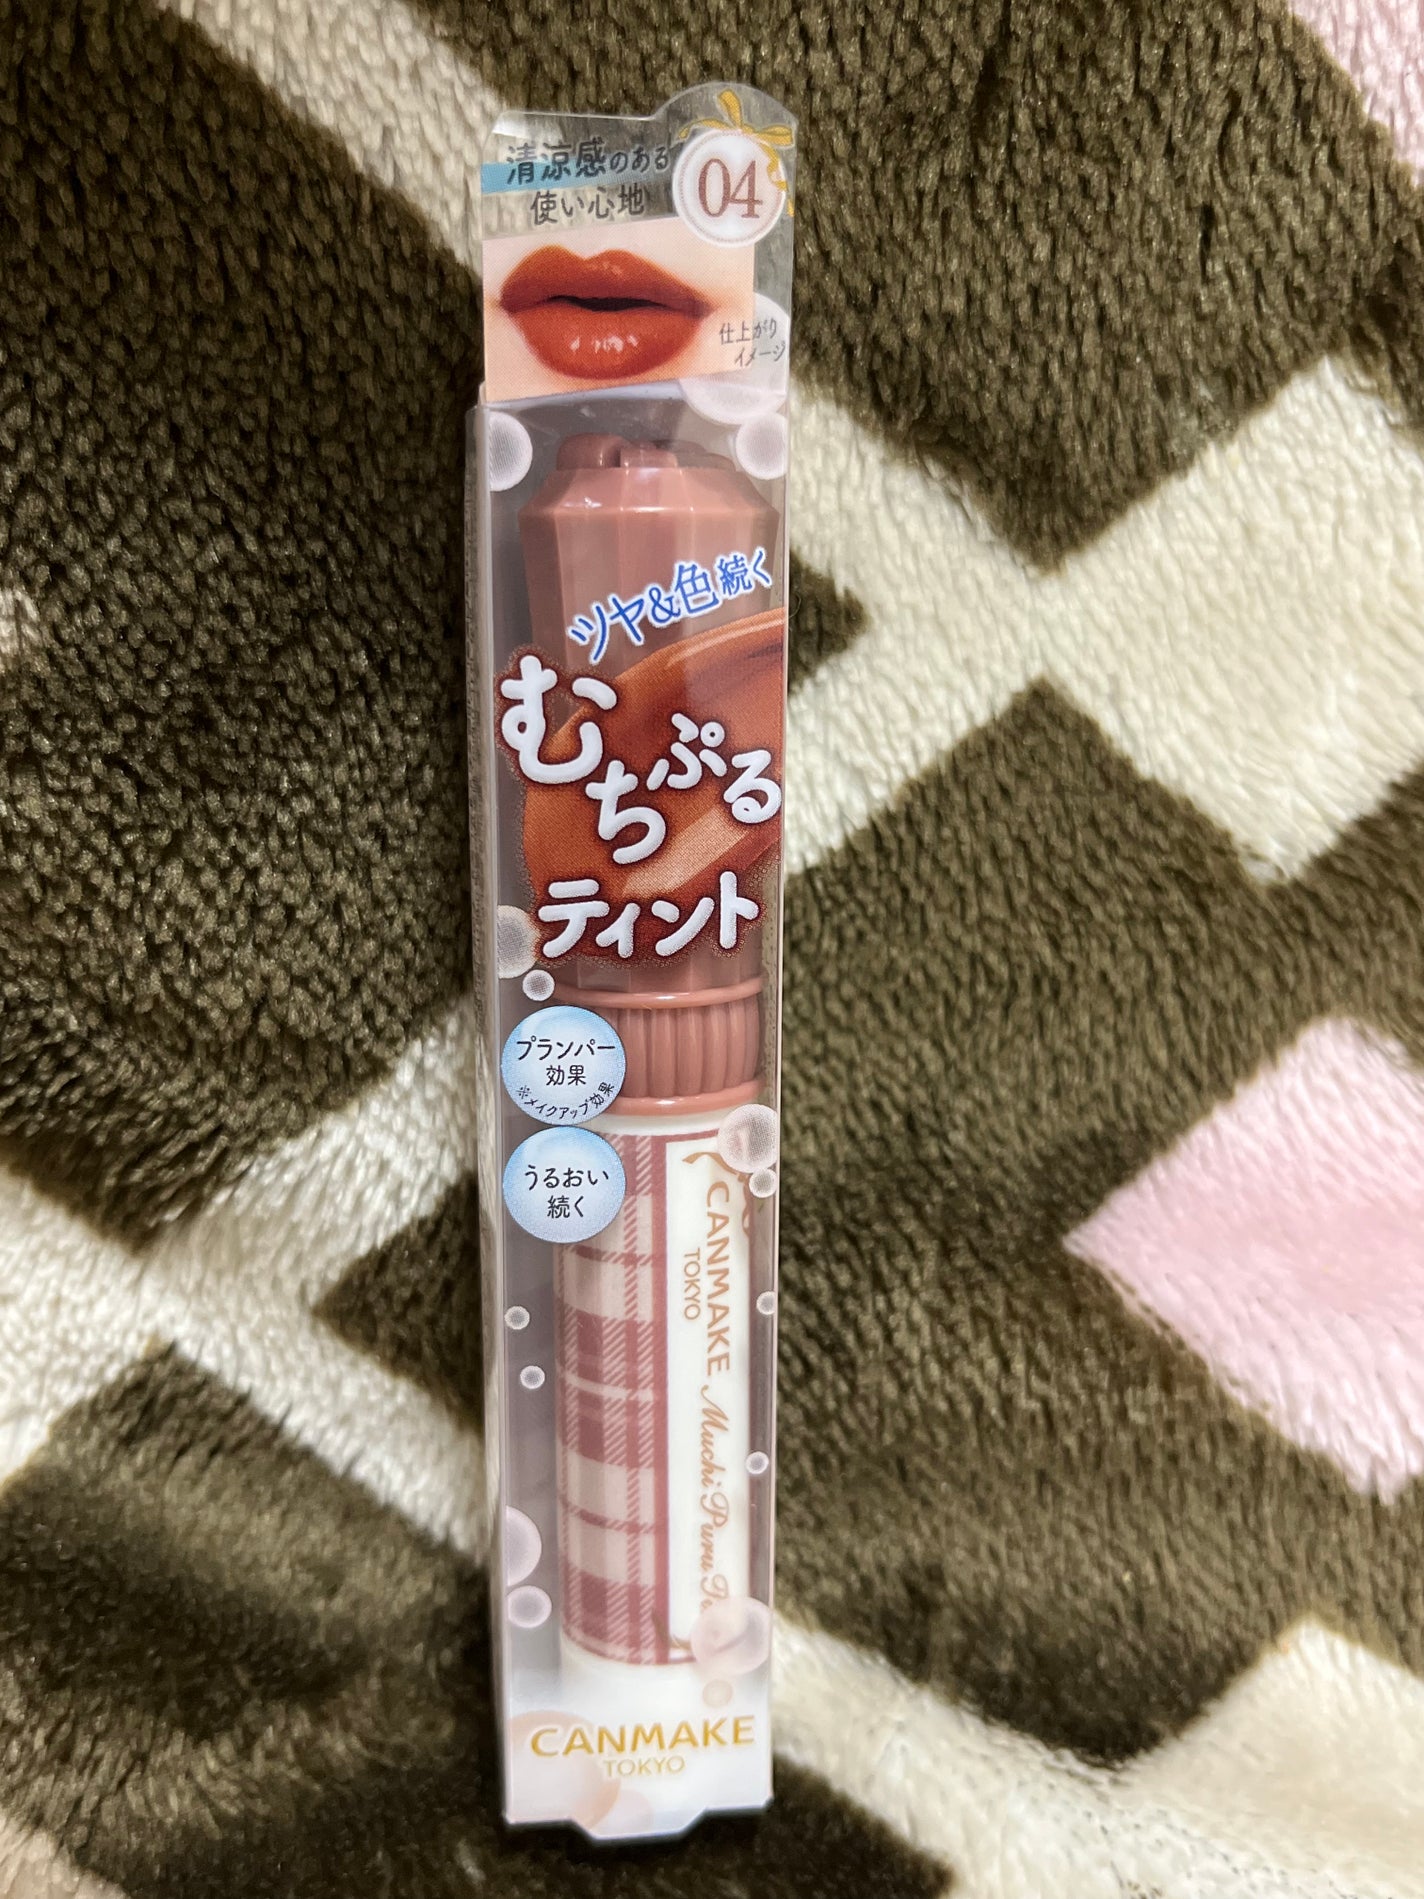 清涼感のある
使い心地
04
仕上がり
イメージ
ツヤ&色続く
むちぷる
ティント
プランパー
効果
※メイクアップ効果
うるおい
続く
CANMAKE
TOKYO
Muchi Puru
CANMAKE
TOKYO